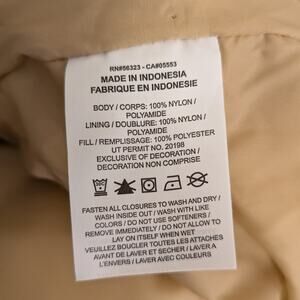 RN#56323 - CA#05553
MADE IN INDONESIA
FABRIQUE EN INDONESIE
BODY / CORPS: 100% NYLON /
POLYAMIDE
LINING / DOUBLURE: 100% NYLON /
POLYAMIDE
FILL / REMPLISSAGE: 100% POLYESTER
UT PERMIT NO. 20198
EXCLUSIVE OF DECORATION /
DECORATION NON COMPRISE
FASTEN ALL CLOSURES TO WASH AND DRY /
WASH INSIDE OUT / WASH WITH LIKE
COLORS / DO NOT USE SOFTENERS /
REMOVE IMMEDIATELY / DO NOT ALLOW TO
LAY ON ITSELF WHEN WET
VEUILLEZ BOUCLER TOUTES LES ATTACHES
AVANT DE LAVER ET SECHER / LAVER A
L'ENVERS / LAVER AVEC COULEURS